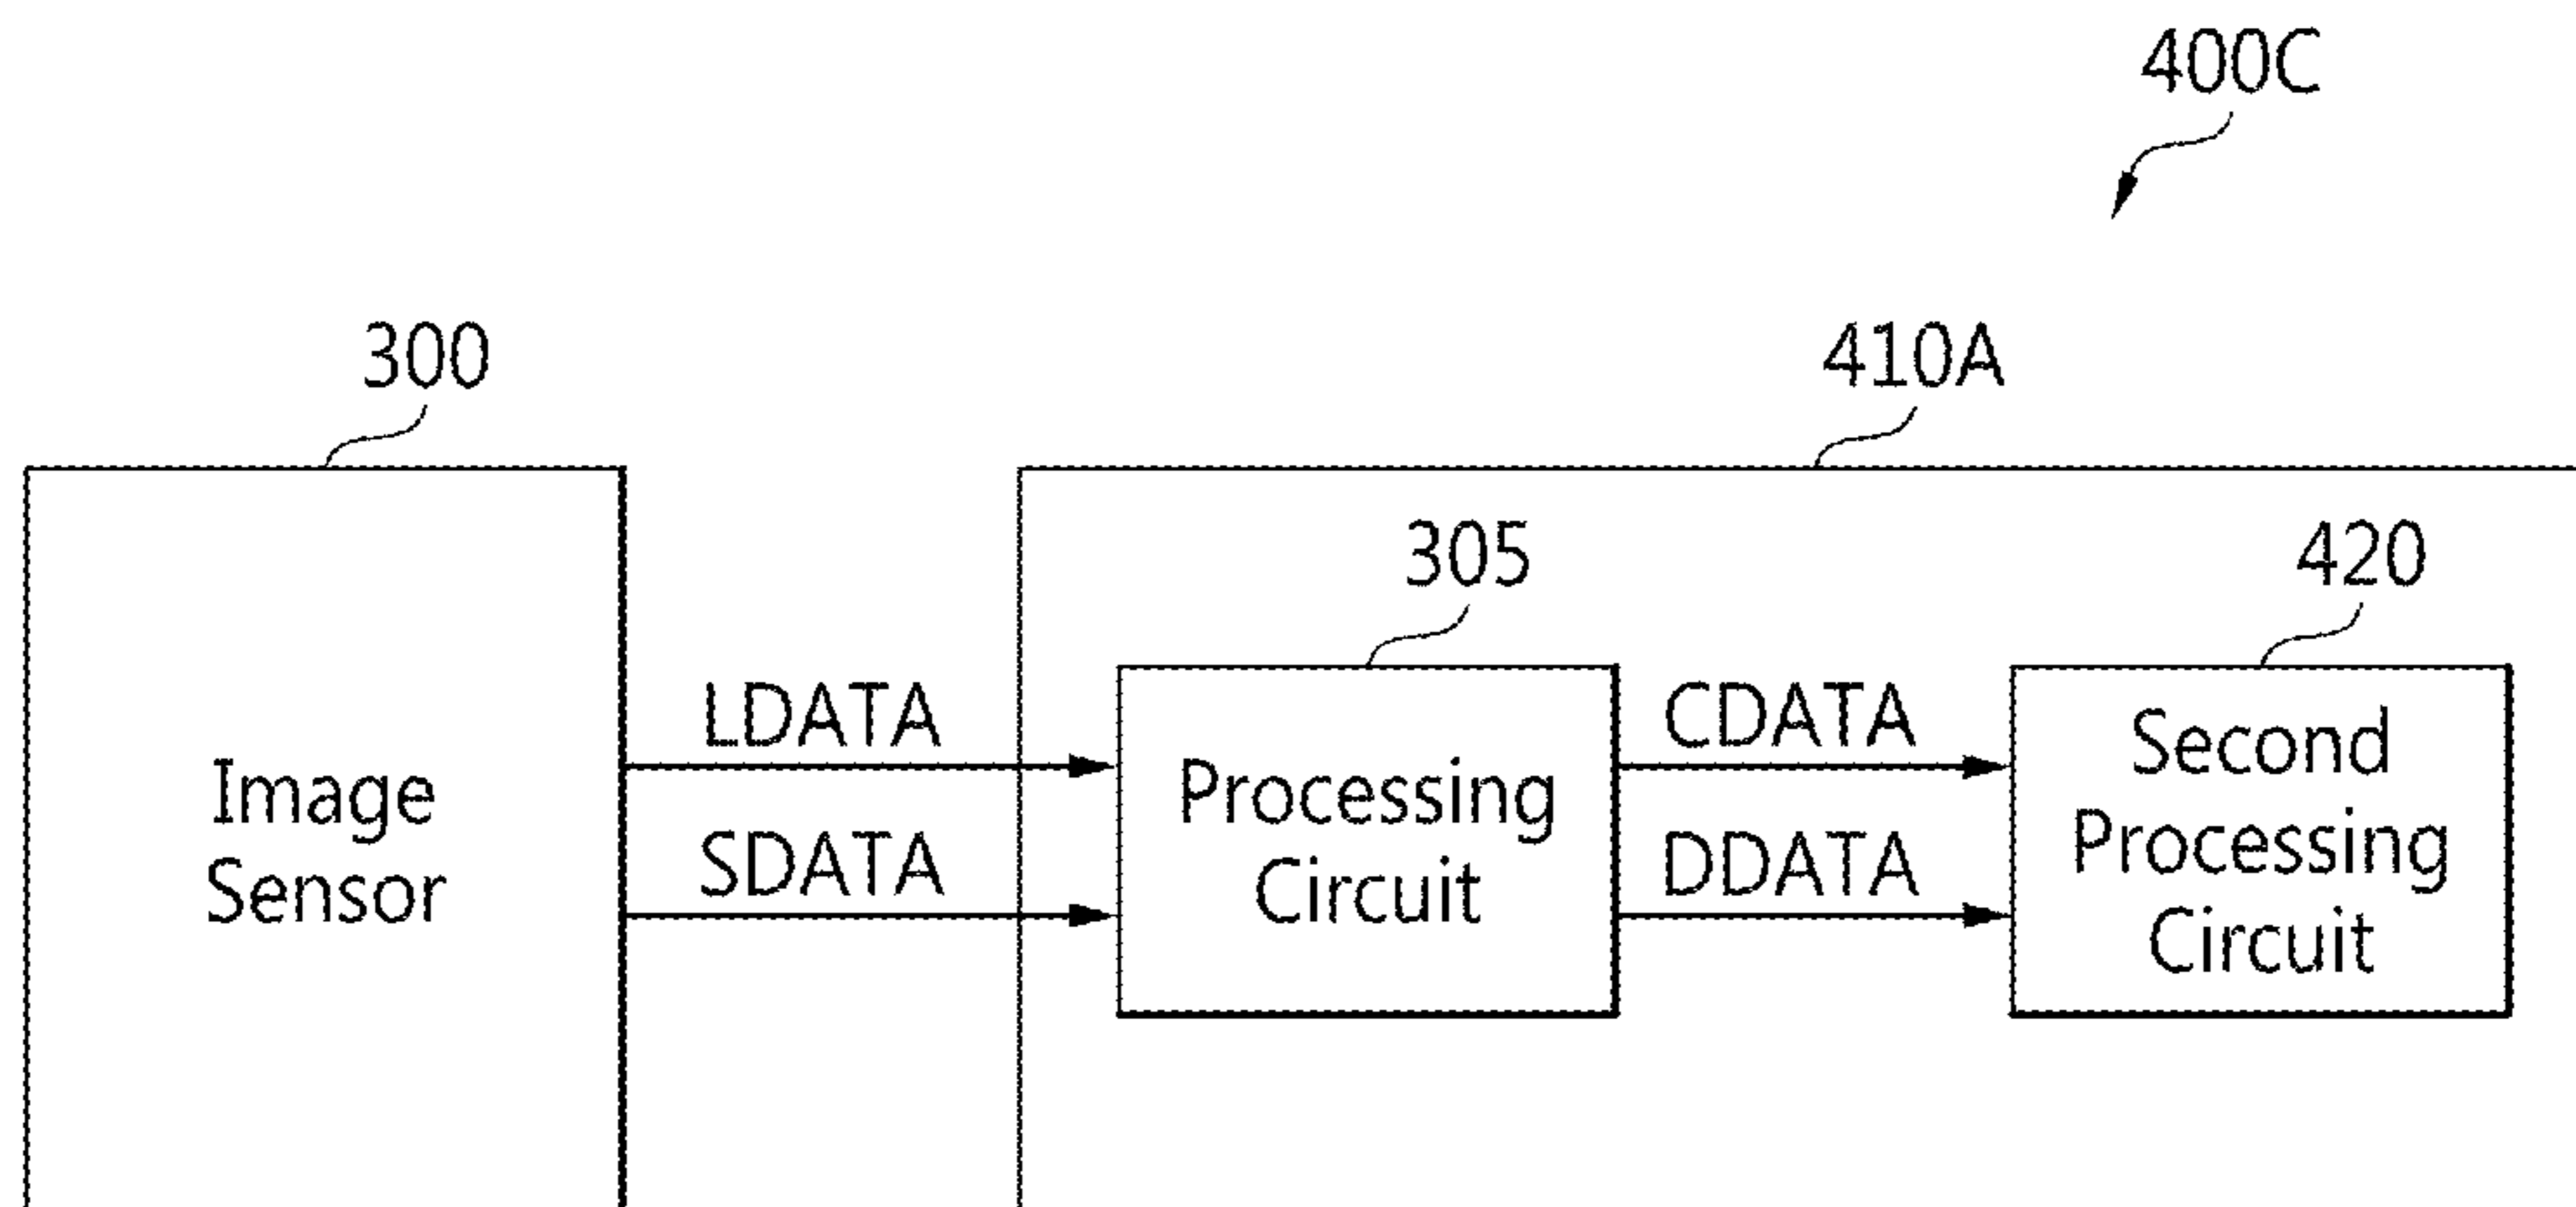 400C
300
410A
305
420
Image
Sensor
LDATA
SDATA
Processing
Circuit
CDATA
DDATA
Second
Processing
Circuit